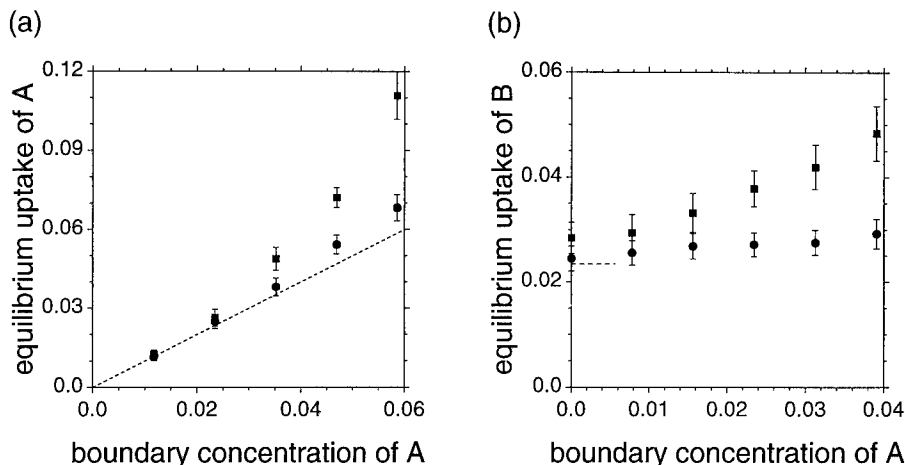 (a)
equilibrium uptake of A
0.12
0.09
0.06
0.03
0.0
0.0 0.02 0.04 0.06
boundary concentration of A
(b)
equilibrium uptake of B
0.06
0.04
0.02
0.0
0.0 0.01 0.02 0.03 0.04
boundary concentration of A